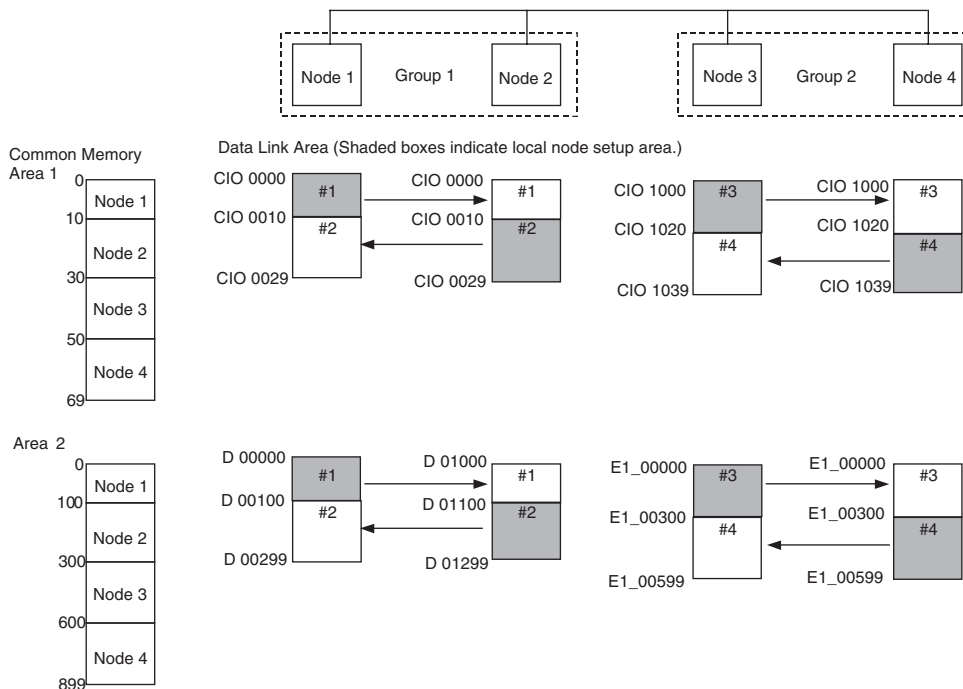 Node 1 Group 1 Node 2 Node 3 Group 2 Node 4
Common Memory
Area 1
Data Link Area (Shaded boxes indicate local node setup area.)
0
Node 1
10
Node 2
30
Node 3
50
Node 4
69
CIO 0000 #1 CIO 0000 #1
CIO 0010 #2 CIO 0010 #2
CIO 0029 CIO 0029
CIO 1000 #3 CIO 1000 #3
CIO 1020 #4 CIO 1020 #4
CIO 1039 CIO 1039
Area 2
0
Node 1
100
Node 2
300
Node 3
600
Node 4
899
D 00000 #1 D 01000 #1
D 00100 #2 D 01100 #2
D 00299 D 01299
E1_00000 #3 E1_00000 #3
E1_00300 #4 E1_00300 #4
E1_00599 E1_00599